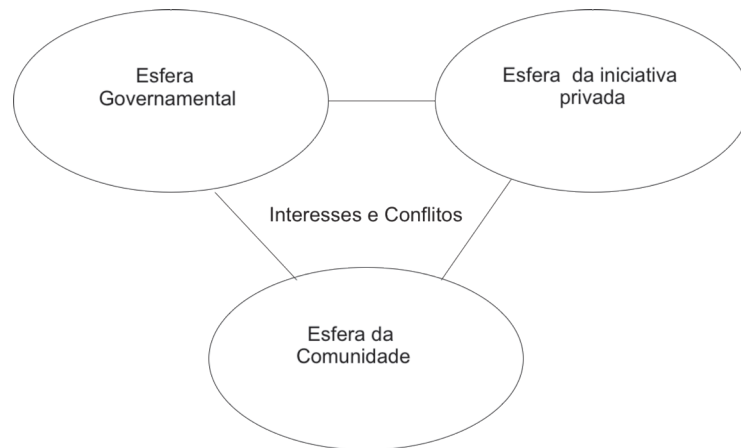 Esfera
Governamental
Esfera da iniciativa
privada
Interesses e Conflitos
Esfera da
Comunidade